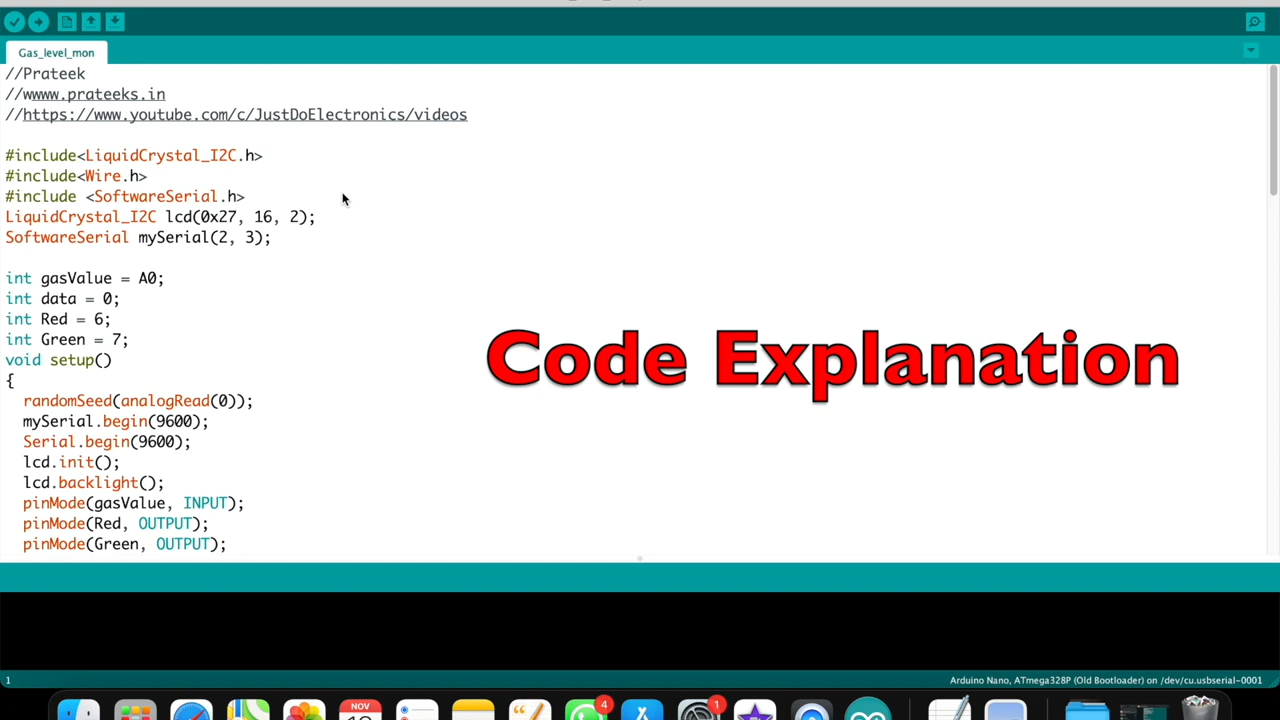 Gas_level_mon
//Prateek
//wwww.prateeks.in
//https://www.youtube.com/c/JustDoElectronics/videos
#include<LiquidCrystal_I2C.h>
#include<Wire.h>
#include <SoftwareSerial.h>
LiquidCrystal_I2C lcd(0x27, 16, 2);
SoftwareSerial mySerial(2, 3);
int gasValue = A0;
int data = 0;
int Red = 6;
int Green = 7;
void setup()
{
randomSeed(analogRead(0));
mySerial.begin(9600);
Serial.begin(9600);
lcd.init();
lcd.backlight();
pinMode(gasValue, INPUT);
pinMode(Red, OUTPUT);
pinMode(Green, OUTPUT);
Code Explanation
1
Arduino Nano, ATmega328P (Old Bootloader) on /dev/cu.usbserial-0001
NOV
4
1